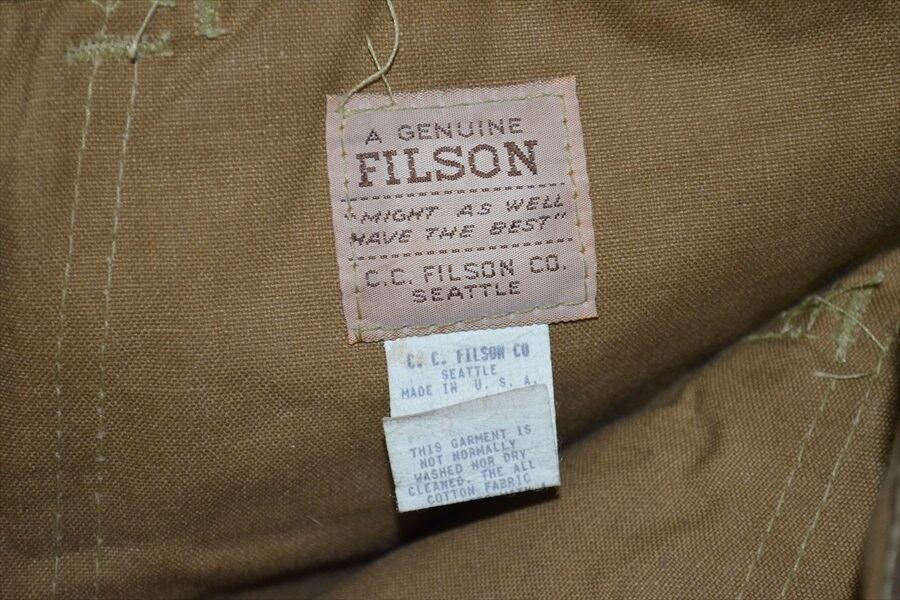 A GENUINE
FILSON
"MIGHT AS WELL
HAVE THE BEST"
C.C. FILSON CO.
SEATTLE
C. C. FILSON CO
SEATTLE
MADE IN U. S. A.
THIS GARMENT IS
NOT NORMALLY
WASHED NOR DRY
CLEANED. THE ALL
COTTON FABRIC